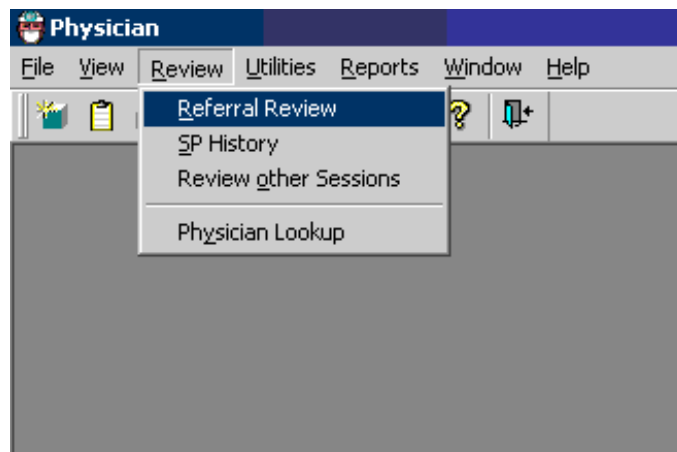 Physician
File View Review Utilities Reports Window Help
Referral Review
SP History
Review other Sessions
Physician Lookup